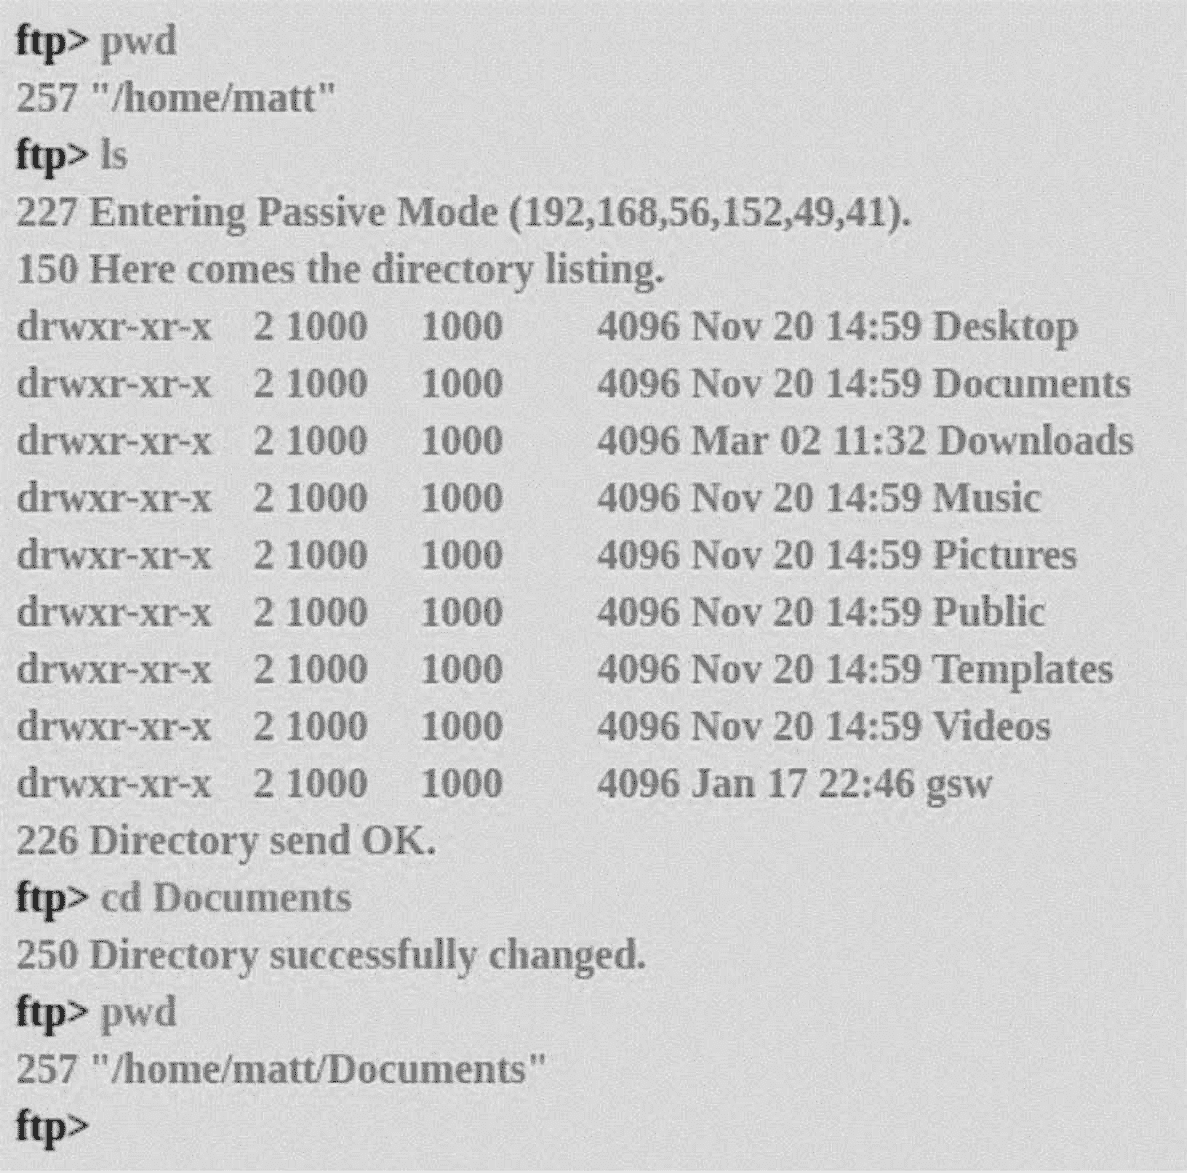 ftp> pwd
257 "/home/matt"
ftp> ls
227 Entering Passive Mode (192,168,56,152,49,41).
150 Here comes the directory listing.
drwxr-xr-x    2 1000     1000         4096 Nov 20 14:59 Desktop
drwxr-xr-x    2 1000     1000         4096 Nov 20 14:59 Documents
drwxr-xr-x    2 1000     1000         4096 Mar 02 11:32 Downloads
drwxr-xr-x    2 1000     1000         4096 Nov 20 14:59 Music
drwxr-xr-x    2 1000     1000         4096 Nov 20 14:59 Pictures
drwxr-xr-x    2 1000     1000         4096 Nov 20 14:59 Public
drwxr-xr-x    2 1000     1000         4096 Nov 20 14:59 Templates
drwxr-xr-x    2 1000     1000         4096 Nov 20 14:59 Videos
drwxr-xr-x    2 1000     1000         4096 Jan 17 22:46 gsw
226 Directory send OK.
ftp> cd Documents
250 Directory successfully changed.
ftp> pwd
257 "/home/matt/Documents"
ftp>